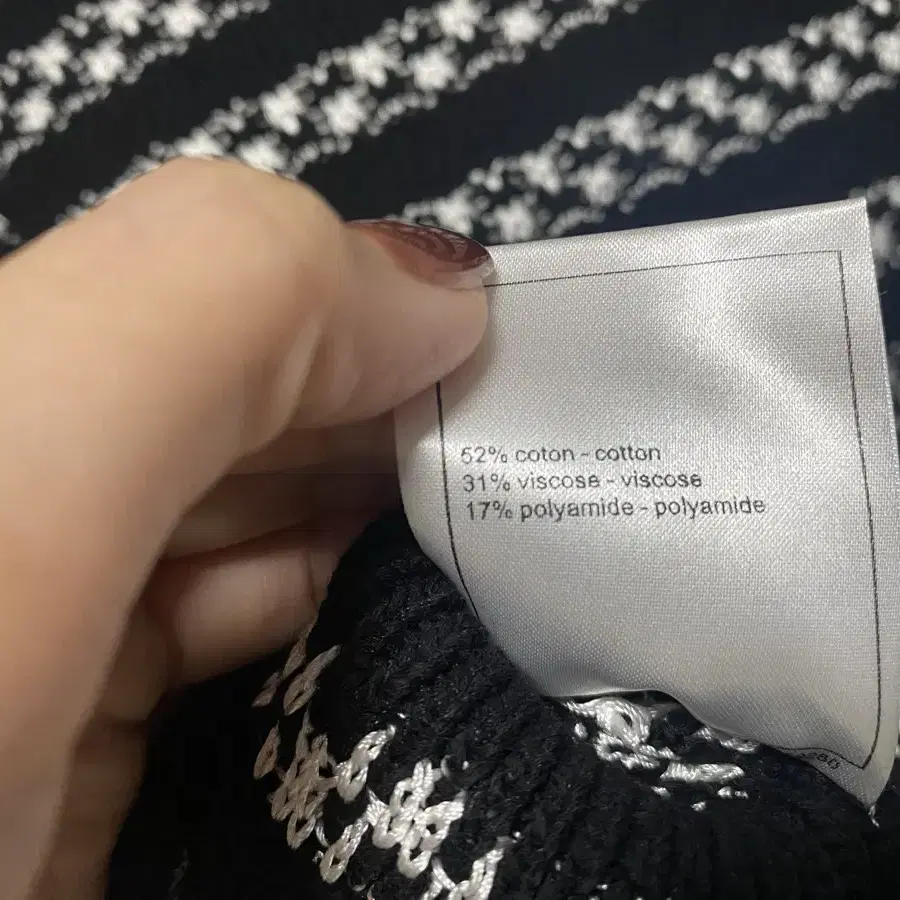 52% coton - cotton
31% viscose - viscose
17% polyamide - polyamide